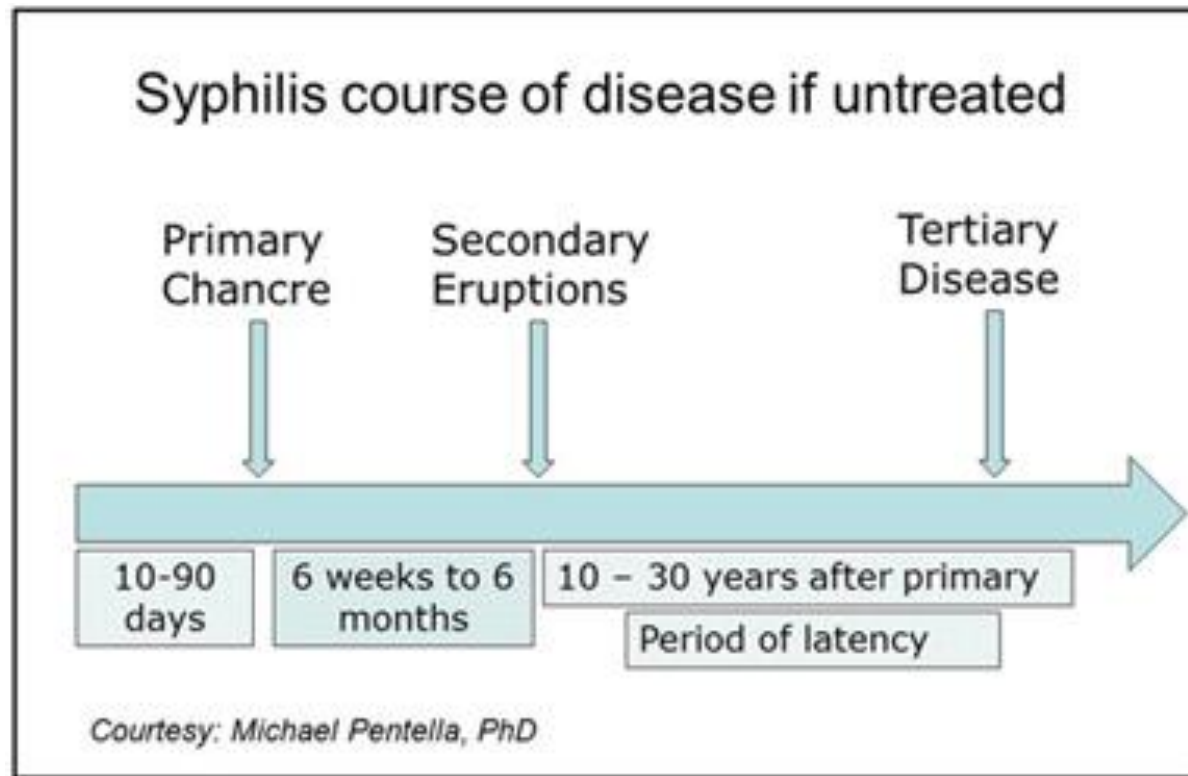 Syphilis course of disease if untreated
Primary
Chancre
Secondary
Eruptions
Tertiary
Disease
10-90
days
6 weeks to 6
months
10 – 30 years after primary
Period of latency
Courtesy: Michael Pentella, PhD